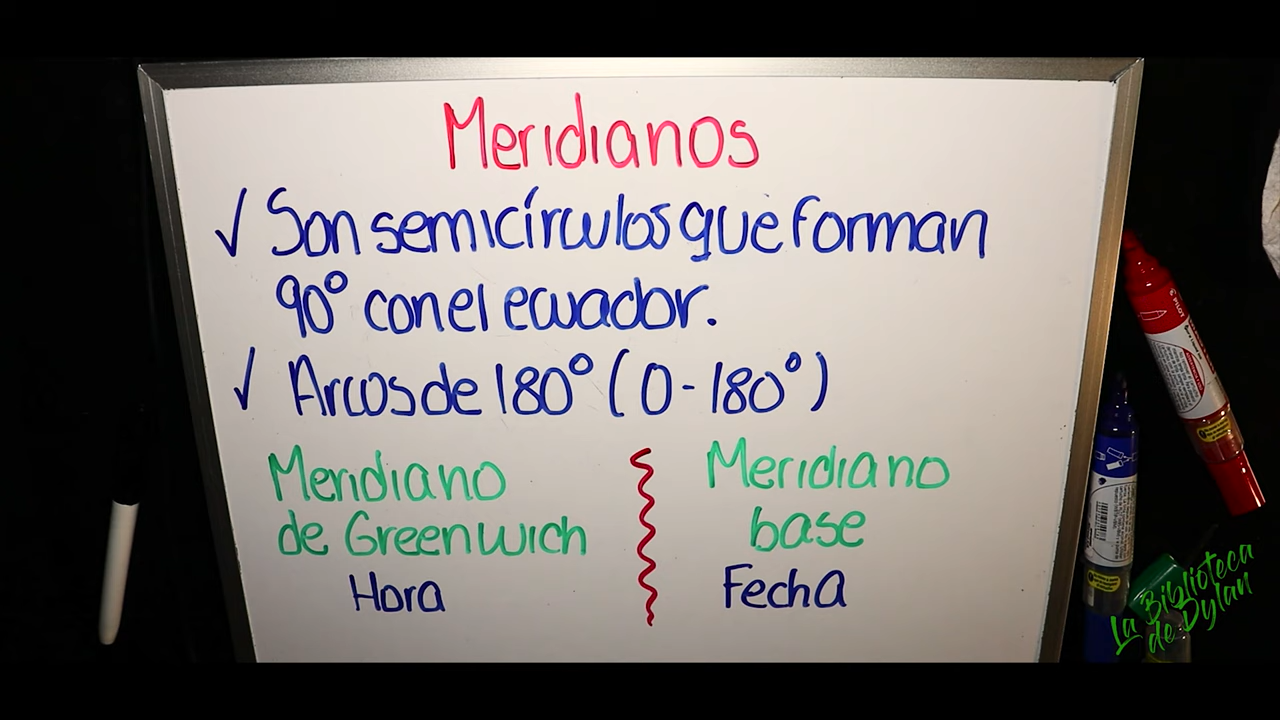 Meridianos
✓ Son semicírculos que forman
90° con el ecuador.
✓ Arcos de 180° (0-180°)
Meridiano
de Greenwich
Hora
Meridiano
base
Fecha
PILOT
La Biblioteca
de Dylan